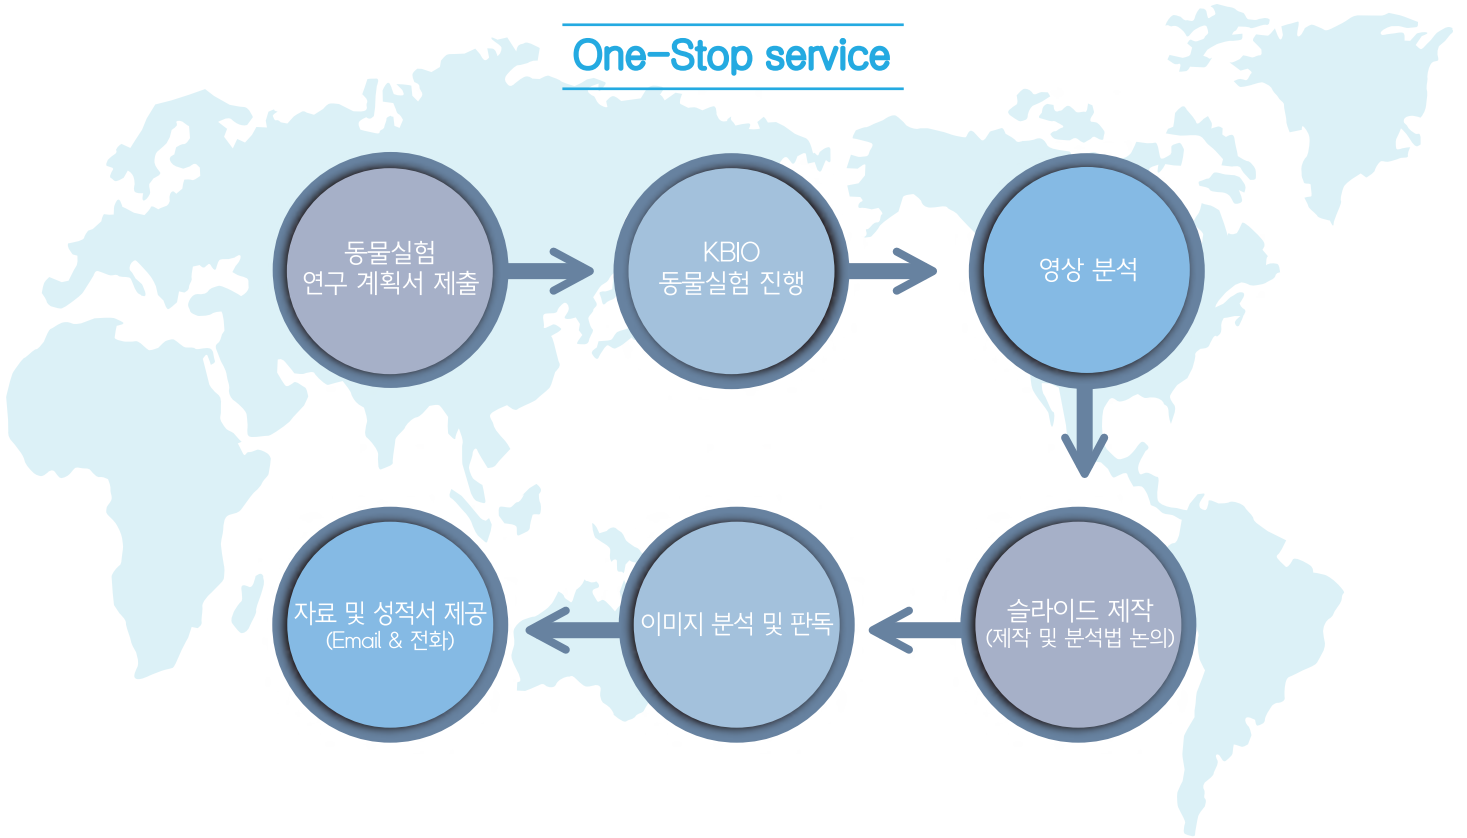 One-Stop service
동물실험
연구 계획서 제출
KBIO
동물실험 진행
영상 분석
슬라이드 제작
(제작 및 분석법 논의)
이미지 분석 및 판독
자료 및 성적서 제공
(Email & 전화)